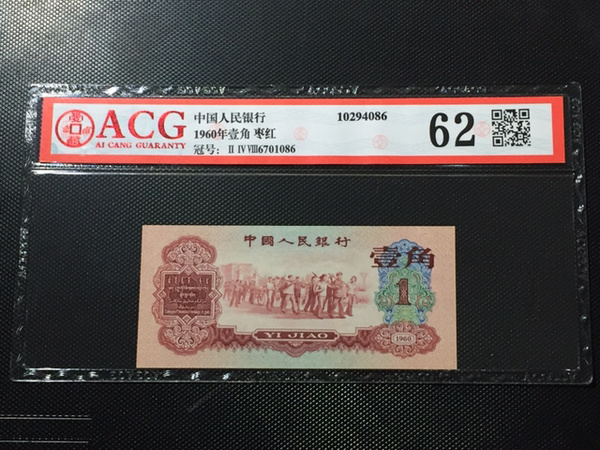 ACG
AI CANG GUARANTY
中国人民银行
1960年壹角 枣红
冠号: II IV VIII6701086
10294086
62
中國人民銀行
壹角
1
YI JIAO
1960